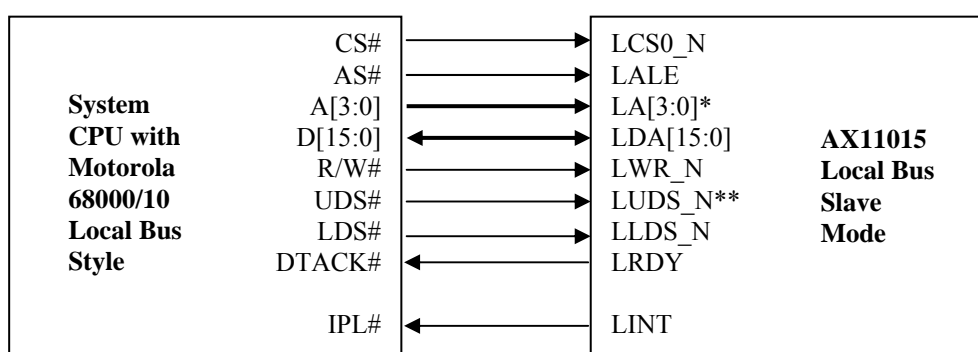 System
CPU with
Motorola
68000/10
Local Bus
Style
CS#
AS#
A[3:0]
D[15:0]
R/W#
UDS#
LDS#
DTACK#
IPL#
LCS0_N
LALE
LA[3:0]*
LDA[15:0]
LWR_N
LUDS_N**
LLDS_N
LRDY
LINT
AX11015
Local Bus
Slave
Mode